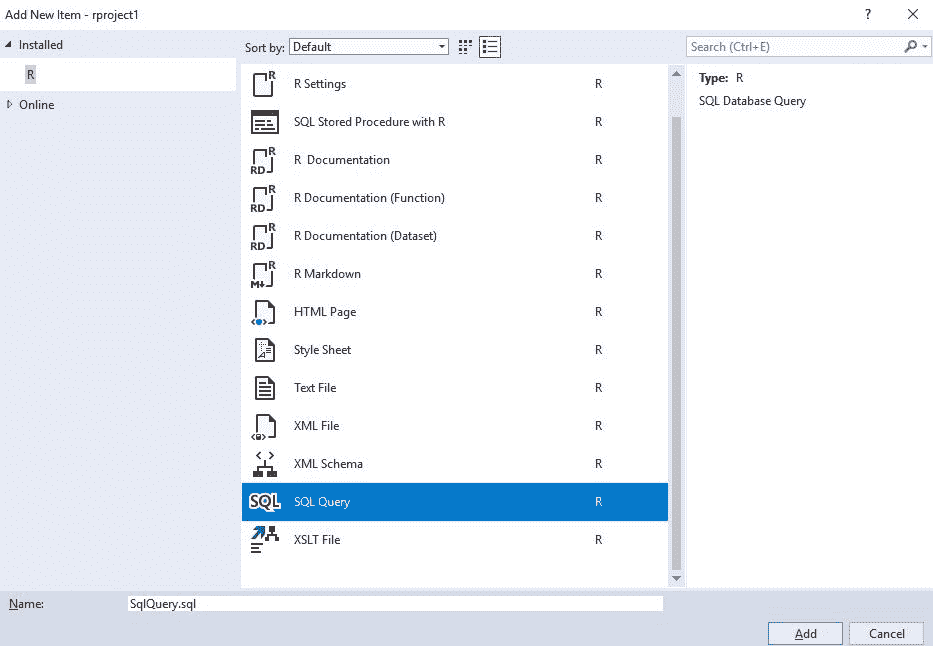 Add New Item - rproject1 ?
Installed
R
Online
Sort by: Default
Search (Ctrl+E)
R Settings R
SQL Stored Procedure with R R
R Documentation R
R Documentation (Function) R
R Documentation (Dataset) R
R Markdown R
HTML Page R
Style Sheet R
Text File R
XML File R
XML Schema R
SQL SQL Query R
XSLT File R
Type: R
SQL Database Query
Name: SqlQuery.sql
Add Cancel